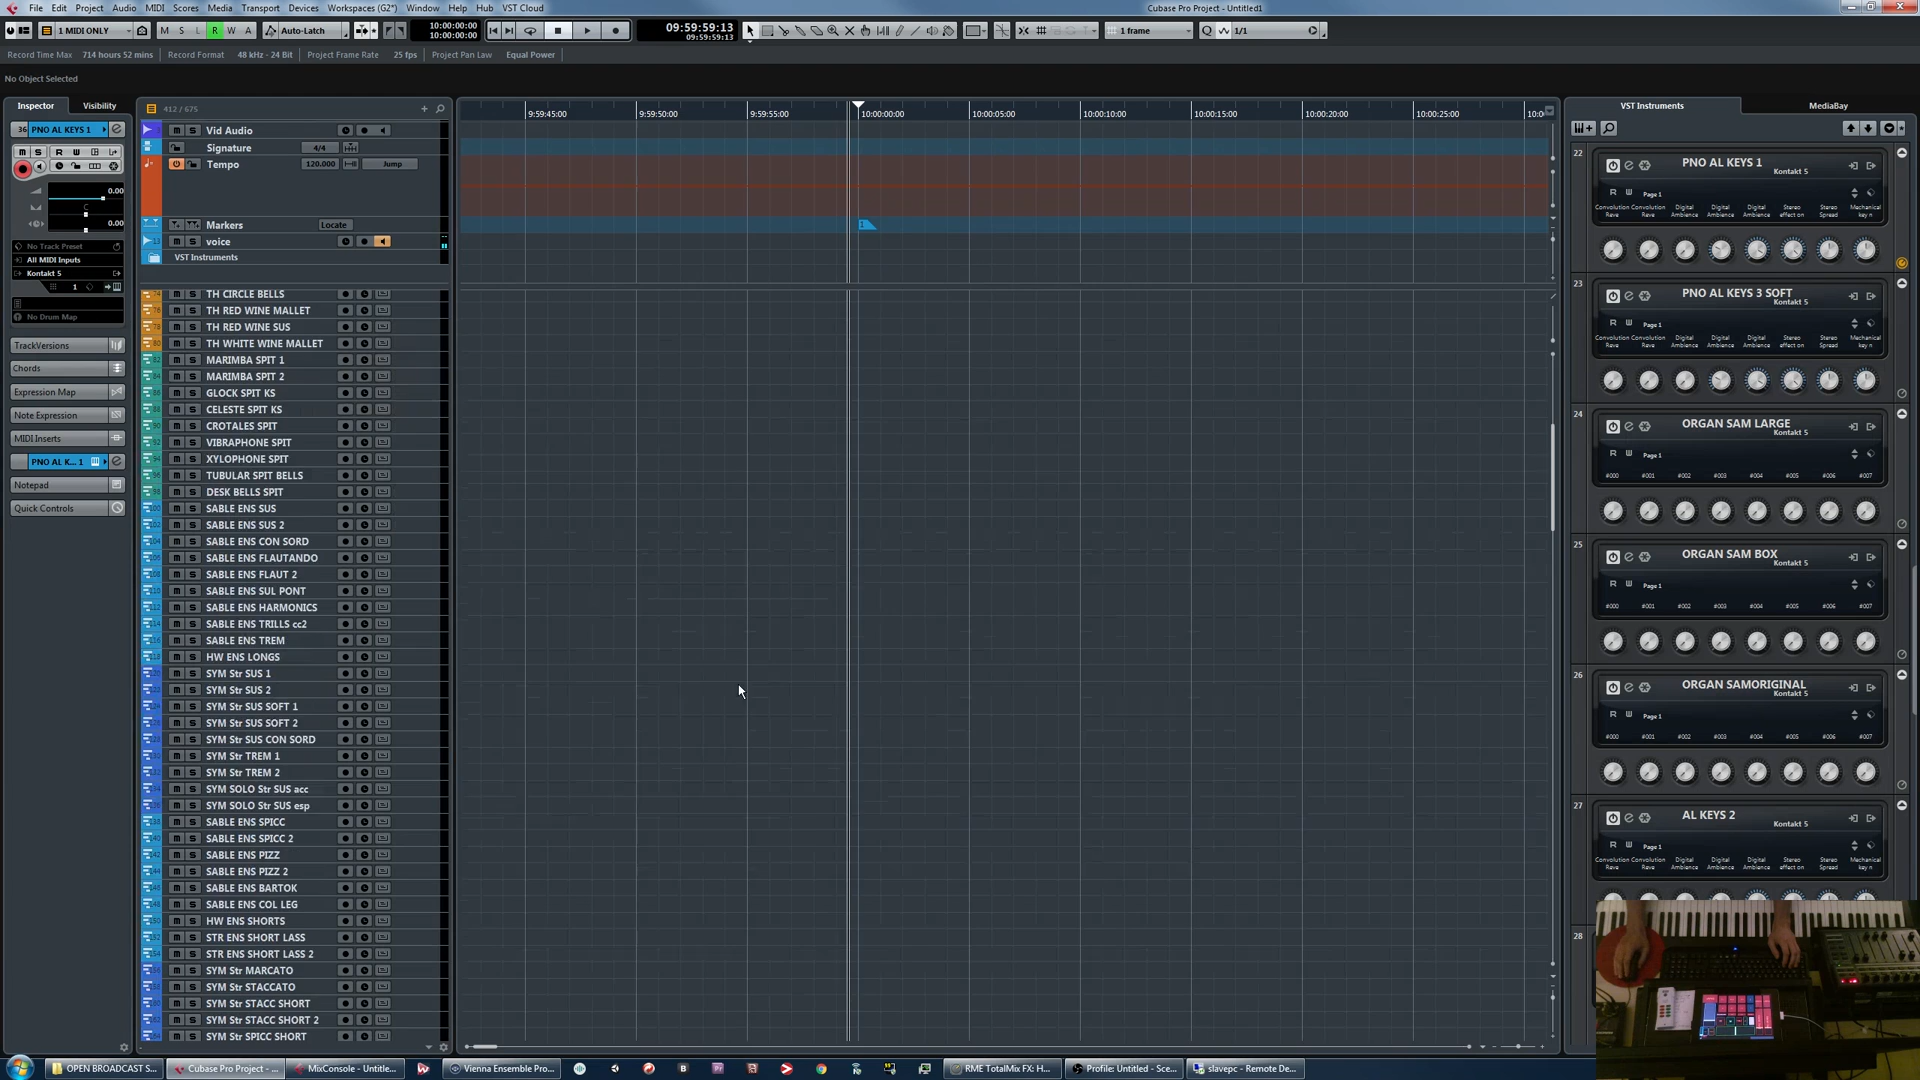 File Edit Project Audio MIDI Scores Media Transport Devices Workspaces (G2*) Window Help Hub VST Cloud
Cubase Pro Project - Untitled1
1 MIDI ONLY M S L R W A Auto-Latch
10:00:00:00
10:00:00:00
09:59:59:13
09:59:59:13
1 frame Q 1/1
Record Time Max 714 hours 52 mins Record Format 48 kHz - 24 Bit Project Frame Rate 25 fps Project Pan Law Equal Power
No Object Selected
Inspector Visibility
36 PNO AL KEYS 1
0.00
C
0.00
No Track Preset
All MIDI Inputs
Kontakt 5
1
No Drum Map
TrackVersions
Chords
Expression Map
Note Expression
MIDI Inserts
PNO AL K... 1
Notepad
Quick Controls
412 / 675
Vid Audio
Signature 4/4
Tempo 120.000 Jump
Markers Locate
voice
VST Instruments
TH CIRCLE BELLS
TH RED WINE MALLET
TH RED WINE SUS
TH WHITE WINE MALLET
MARIMBA SPIT 1
MARIMBA SPIT 2
GLOCK SPIT KS
CELESTE SPIT KS
CROTALES SPIT
VIBRAPHONE SPIT
XYLOPHONE SPIT
TUBULAR SPIT BELLS
DESK BELLS SPIT
SABLE ENS SUS
SABLE ENS SUS 2
SABLE ENS CON SORD
SABLE ENS FLAUTANDO
SABLE ENS FLAUT 2
SABLE ENS SUL PONT
SABLE ENS HARMONICS
SABLE ENS TRILLS cc2
SABLE ENS TREM
HW ENS LONGS
SYM Str SUS 1
SYM Str SUS 2
SYM Str SUS SOFT 1
SYM Str SUS SOFT 2
SYM Str SUS CON SORD
SYM Str TREM 1
SYM Str TREM 2
SYM SOLO Str SUS acc
SYM SOLO Str SUS esp
SABLE ENS SPICC
SABLE ENS SPICC 2
SABLE ENS PIZZ
SABLE ENS PIZZ 2
SABLE ENS BARTOK
SABLE ENS COL LEG
HW ENS SHORTS
STR ENS SHORT LASS
STR ENS SHORT LASS 2
SYM Str MARCATO
SYM Str STACCATO
SYM Str STACC SHORT
SYM Str STACC SHORT 2
SYM Str SPICC SHORT
9:59:45:00 9:59:50:00 9:59:55:00 10:00:00:00 10:00:05:00 10:00:10:00 10:00:15:00 10:00:20:00 10:00:25:00
VST Instruments MediaBay
22 PNO AL KEYS 1
Kontakt 5
R W Page 1
Convolution Reve Convolution Reve Digital Ambience Digital Ambience Digital Ambience Stereo effect on Stereo Spread Mechanical key n
23 PNO AL KEYS 3 SOFT
Kontakt 5
R W Page 1
Convolution Reve Convolution Reve Digital Ambience Digital Ambience Digital Ambience Stereo effect on Stereo Spread Mechanical key n
24 ORGAN SAM LARGE
Kontakt 5
R W Page 1
#000 #001 #002 #003 #004 #005 #006 #007
25 ORGAN SAM BOX
Kontakt 5
R W Page 1
#000 #001 #002 #003 #004 #005 #006 #007
26 ORGAN SAMORIGINAL
Kontakt 5
R W Page 1
#000 #001 #002 #003 #004 #005 #006 #007
27 AL KEYS 2
Kontakt 5
R W Page 1
Convolution Reve Convolution Reve Digital Ambience Digital Ambience Digital Ambience Stereo effect on Stereo Spread Mechanical key n
28
OPEN BROADCAST S... Cubase Pro Project - ... MixConsole - Untitle... Vienna Ensemble Pro... RME TotalMix FX: H... Profile: Untitled - Sce... slavepc - Remote De...